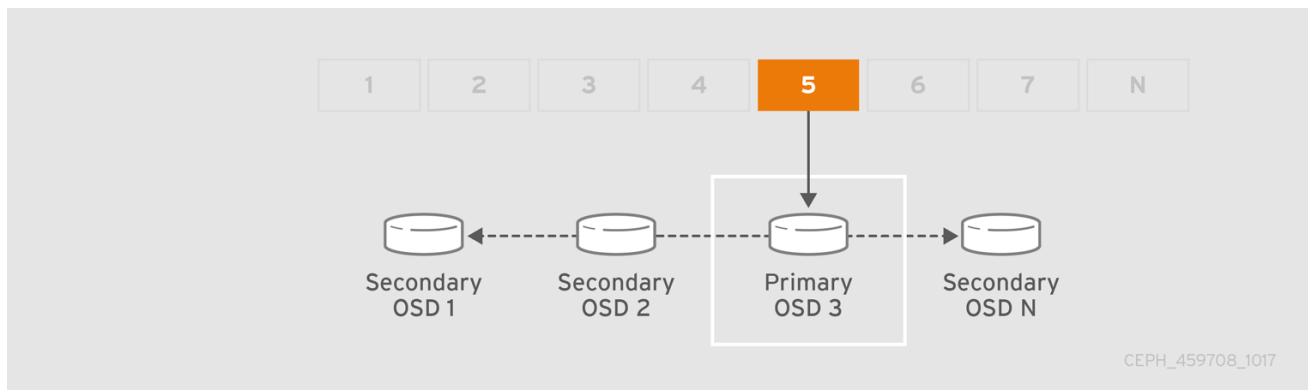 1 2 3 4 5 6 7 N
Secondary Secondary Primary Secondary
OSD 1 OSD 2 OSD 3 OSD N
CEPH_459708_1017